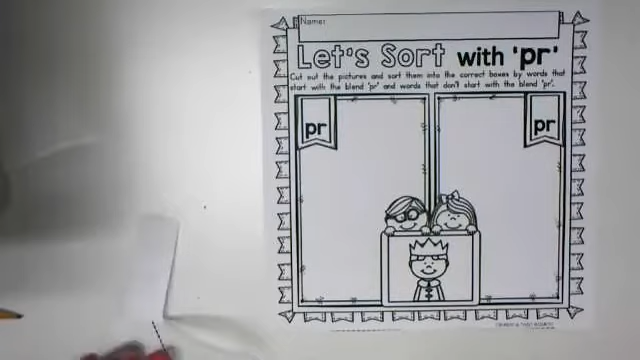 Name:
Let's Sort with 'pr'
Cut out the pictures and sort them into the correct boxes by words that
start with the blend 'pr' and words that don't start with the blend 'pr'.
pr
pr